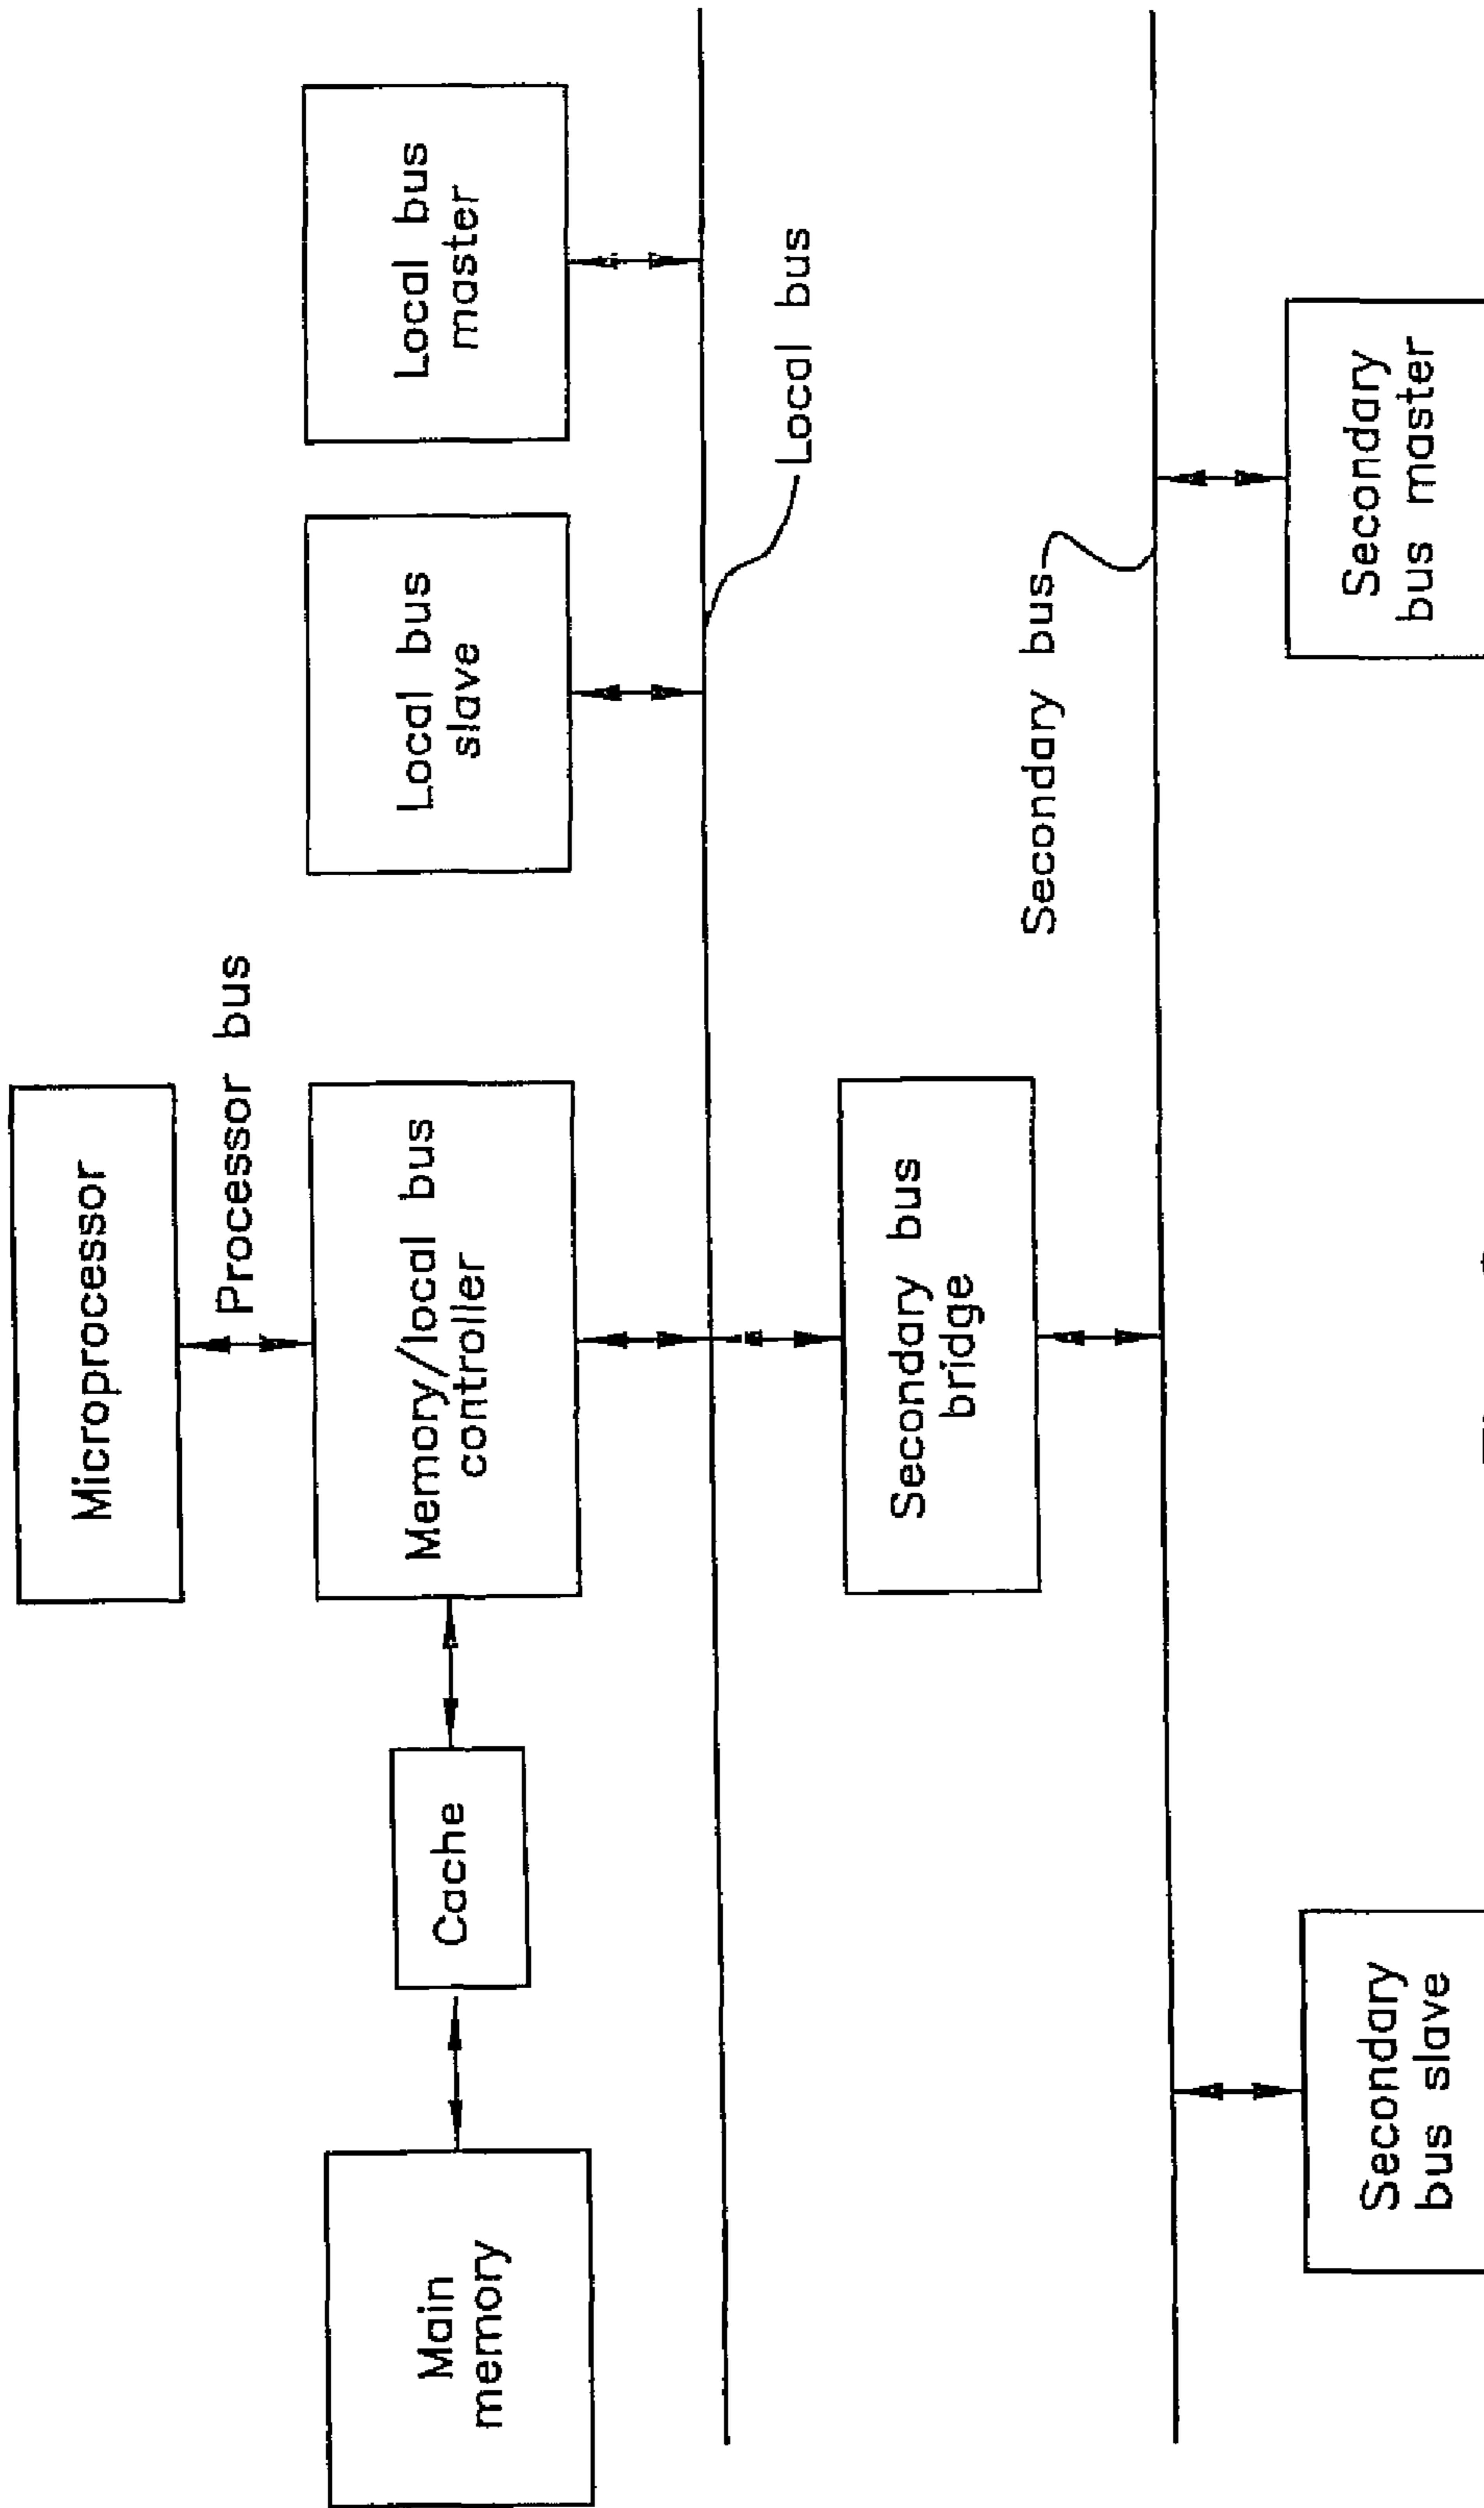 Microprocessor
Processor bus
Main
memory
Cache
Memory/local bus
controller
Local bus
slave
Local bus
master
Local bus
Secondary bus
bridge
Secondary bus
Secondary
bus slave
Secondary
bus master